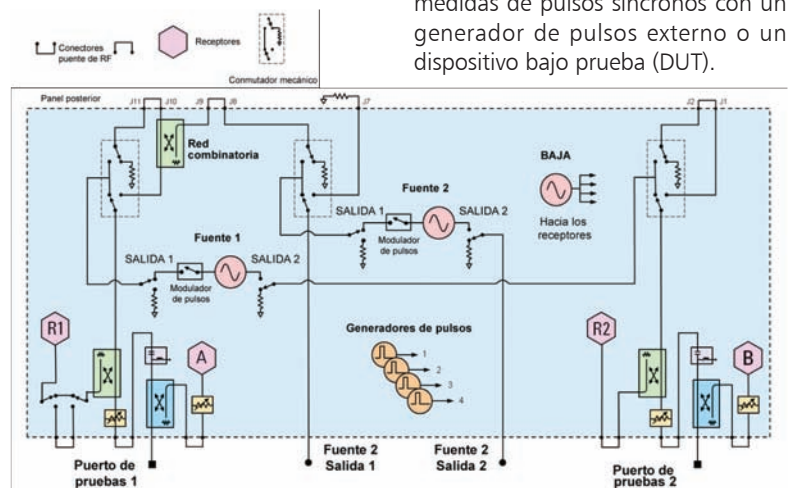 medidas de pulsos síncronos con un
generador de pulsos externo o un
dispositivo bajo prueba (DUT).
Conectores
puente de RF
Receptores
Conmutador mecánico
Panel posterior
J11
J10
J9
J8
J7
J2
J1
Red
combinatoria
BAJA
Hacia los
receptores
Fuente 2
SALIDA 1
SALIDA 2
Modulador
de pulsos
Fuente 1
SALIDA 1
SALIDA 2
Modulador
de pulsos
Generadores de pulsos
1
2
3
4
R1
A
R2
B
Puerto de
pruebas 1
Fuente 2
Salida 1
Fuente 2
Salida 2
Puerto de
pruebas 2